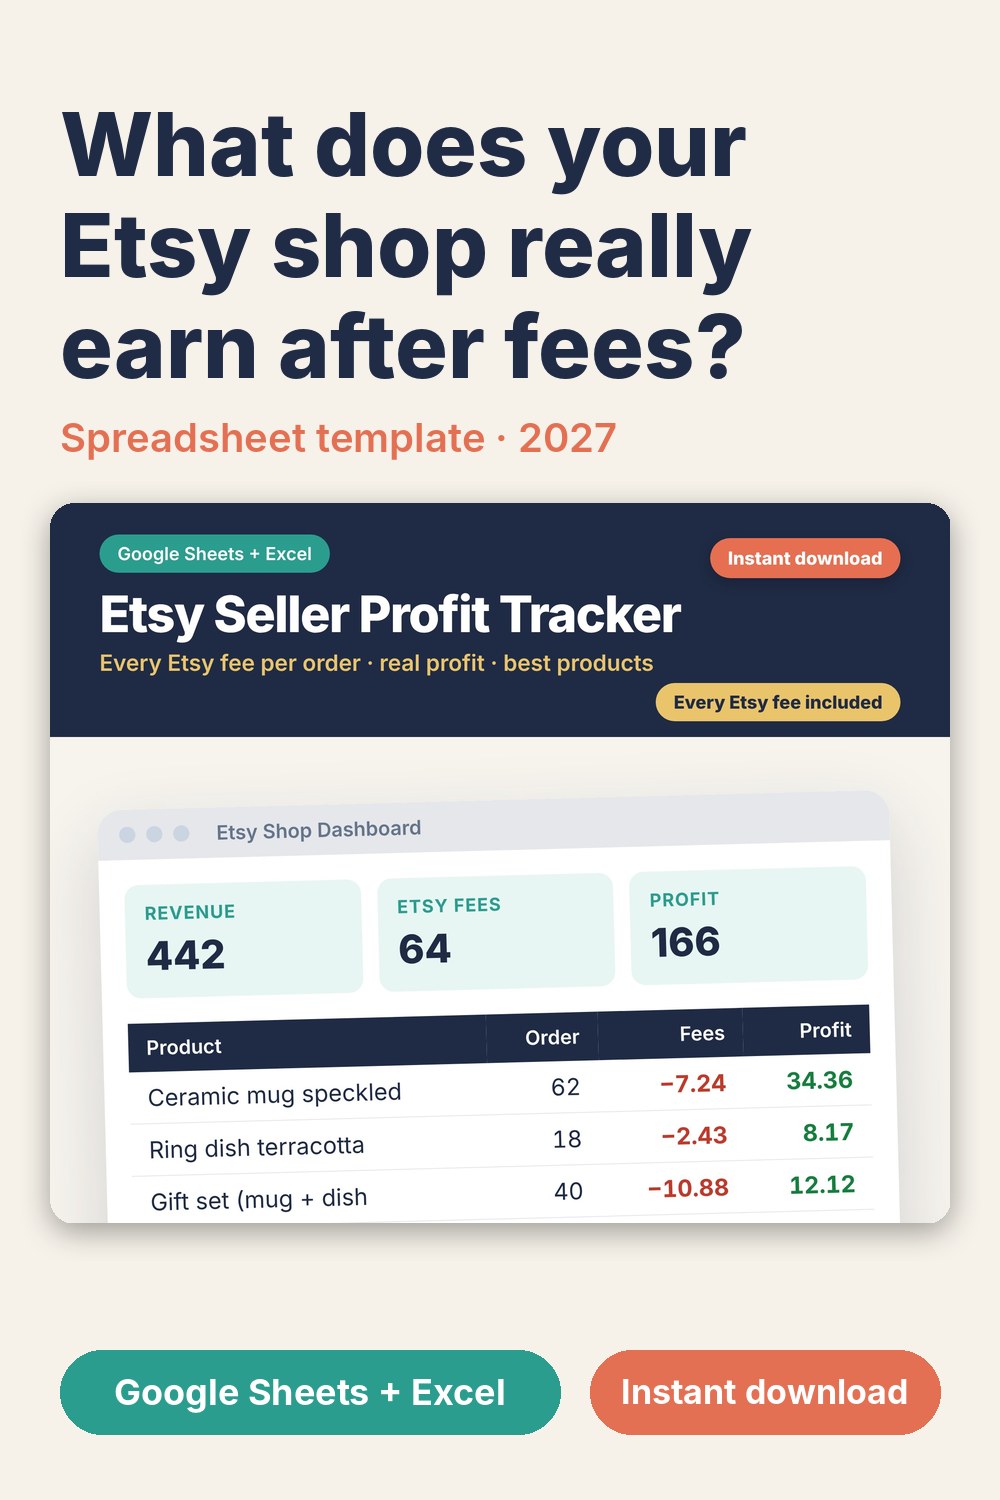 What does your
Etsy shop really
earn after fees?
Spreadsheet template · 2027
Google Sheets + Excel
Instant download
Etsy Seller Profit Tracker
Every Etsy fee per order · real profit · best products
Every Etsy fee included
Etsy Shop Dashboard
REVENUE ETSY FEES PROFIT
442 64 166
Product Order Fees Profit
Ceramic mug speckled 62 −7.24 34.36
Ring dish terracotta 18 −2.43 8.17
Gift set (mug + dish 40 −10.88 12.12
Google Sheets + Excel Instant download